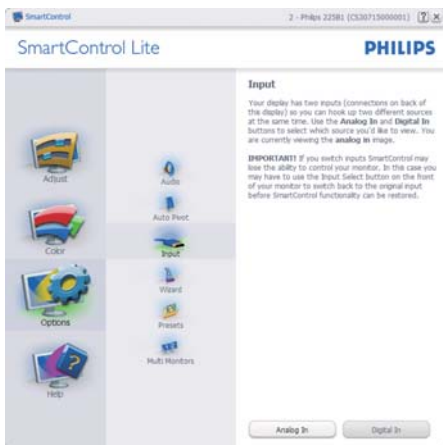 SmartControl
2 - Philips 225B1 (CS30715000001)
?
X
SmartControl Lite
PHILIPS
Adjust
Color
Options
Help
Audio
Auto Pivot
Input
Wizard
Presets
Multi Monitors
Input
Your display has two inputs (connections on back of
the display) so you can hook up two different sources
at the same time. Use the Analog In and Digital In
buttons to select which source you'd like to view. You
are currently viewing the analog in image.
IMPORTANT! If you switch inputs SmartControl may
lose the ability to control your monitor. In this case you
may have to use the Input Select button on the front
of your monitor to switch back to the original input
before SmartControl functionality can be restored.
Analog In
Digital In